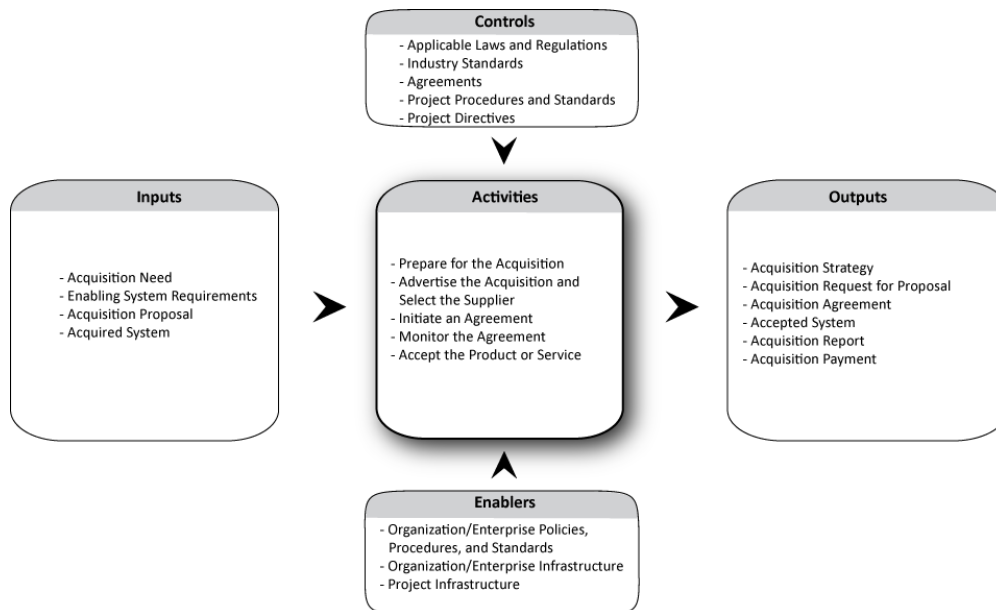 Controls
- Applicable Laws and Regulations
- Industry Standards
- Agreements
- Project Procedures and Standards
- Project Directives
Inputs
- Acquisition Need
- Enabling System Requirements
- Acquisition Proposal
- Acquired System
Activities
- Prepare for the Acquisition
- Advertise the Acquisition and
Select the Supplier
- Initiate an Agreement
- Monitor the Agreement
- Accept the Product or Service
Outputs
- Acquisition Strategy
- Acquisition Request for Proposal
- Acquisition Agreement
- Accepted System
- Acquisition Report
- Acquisition Payment
Enablers
- Organization/Enterprise Policies,
Procedures, and Standards
- Organization/Enterprise Infrastructure
- Project Infrastructure